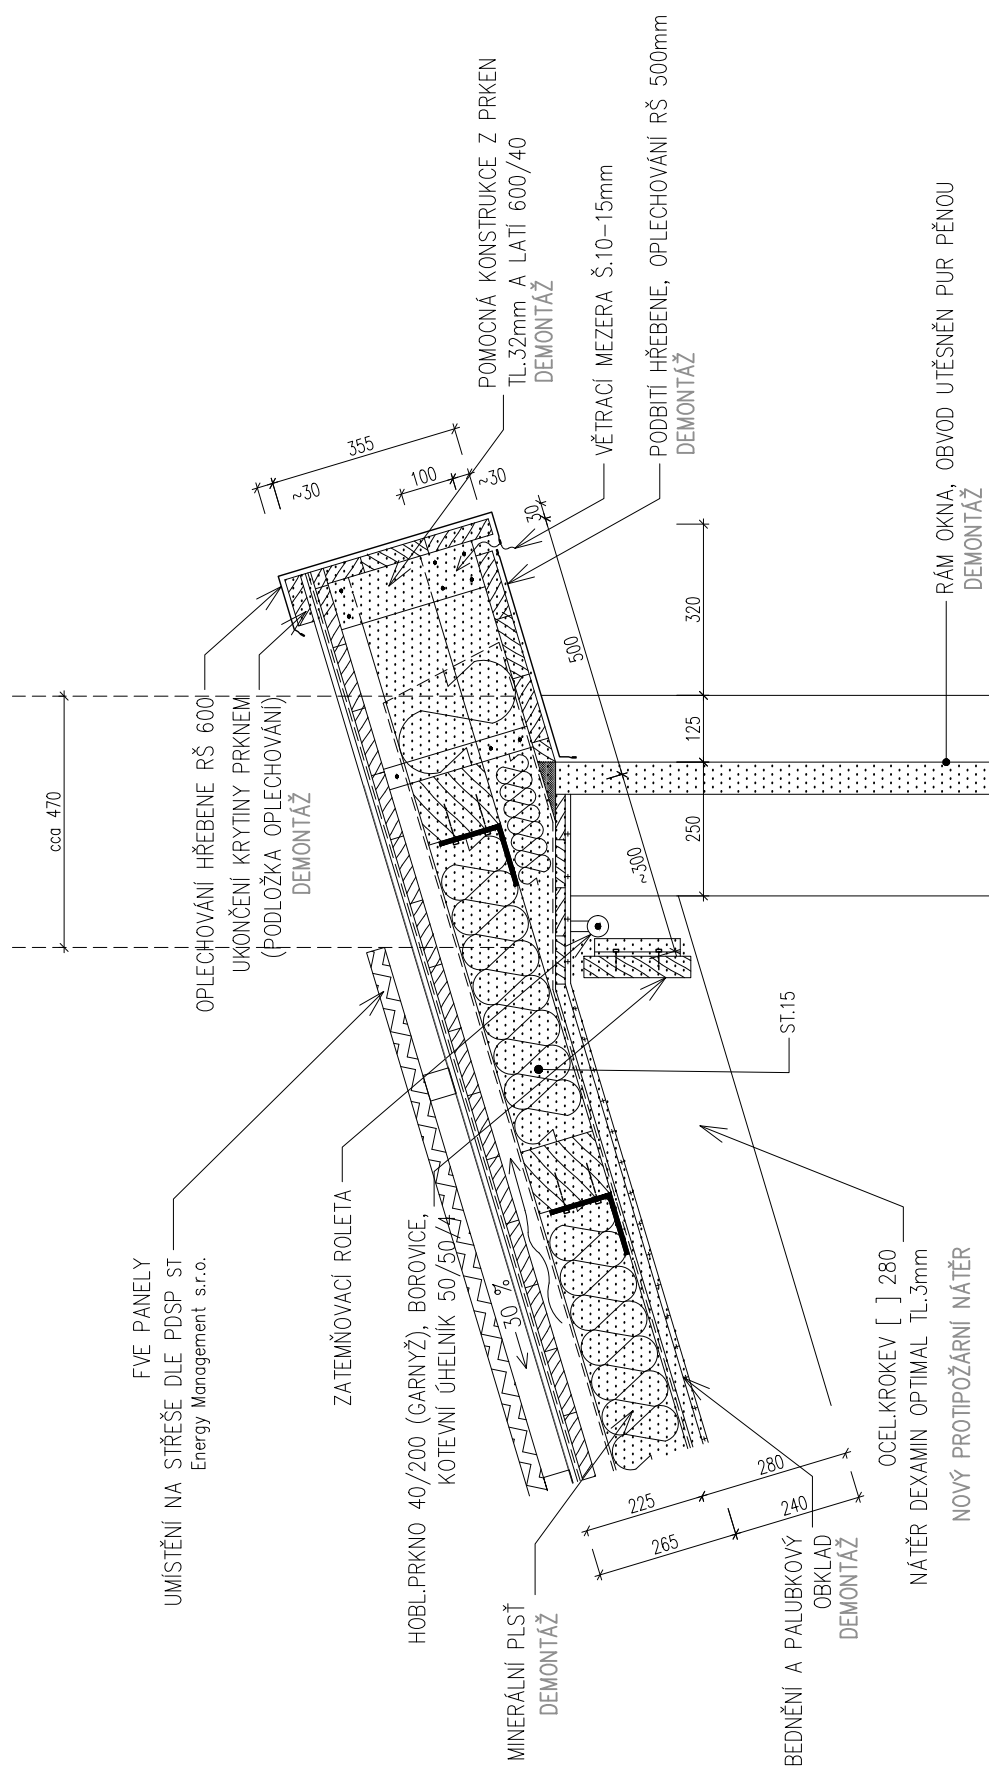 FVE PANELY
UMÍSTĚNÍ NA STŘEŠE DLE PDSP ST
Energy Management s.r.o.
OPLECHOVÁNÍ HŘEBENE RŠ 600
UKONČENÍ KRYTINY PRKNEM
(PODLOŽKA OPLECHOVÁNÍ)
DEMONTÁŽ
cca 470
ZATEMŇOVACÍ ROLETA
HOBL.PRKNO 40/200 (GARNYŽ), BOROVICE,
KOTEVNÍ ÚHELNÍK 50/50/4
30 %
MINERÁLNÍ PLSŤ
DEMONTÁŽ
BEDNĚNÍ A PALUBKOVÝ
OBKLAD
DEMONTÁŽ
OCEL.KROKEV [ ] 280
NÁTĚR DEXAMIN OPTIMAL TL.3mm
NOVÝ PROTIPOŽÁRNÍ NÁTĚR
265
225
240
280
ST.15
~300
500
30
250
125
320
~30
355
100
~30
POMOCNÁ KONSTRUKCE Z PRKEN
TL.32mm A LATÍ 600/40
DEMONTÁŽ
VĚTRACÍ MEZERA Š.10-15mm
PODBITÍ HŘEBENE, OPLECHOVÁNÍ RŠ 500mm
DEMONTÁŽ
RÁM OKNA, OBVOD UTĚSNĚN PUR PĚNOU
DEMONTÁŽ